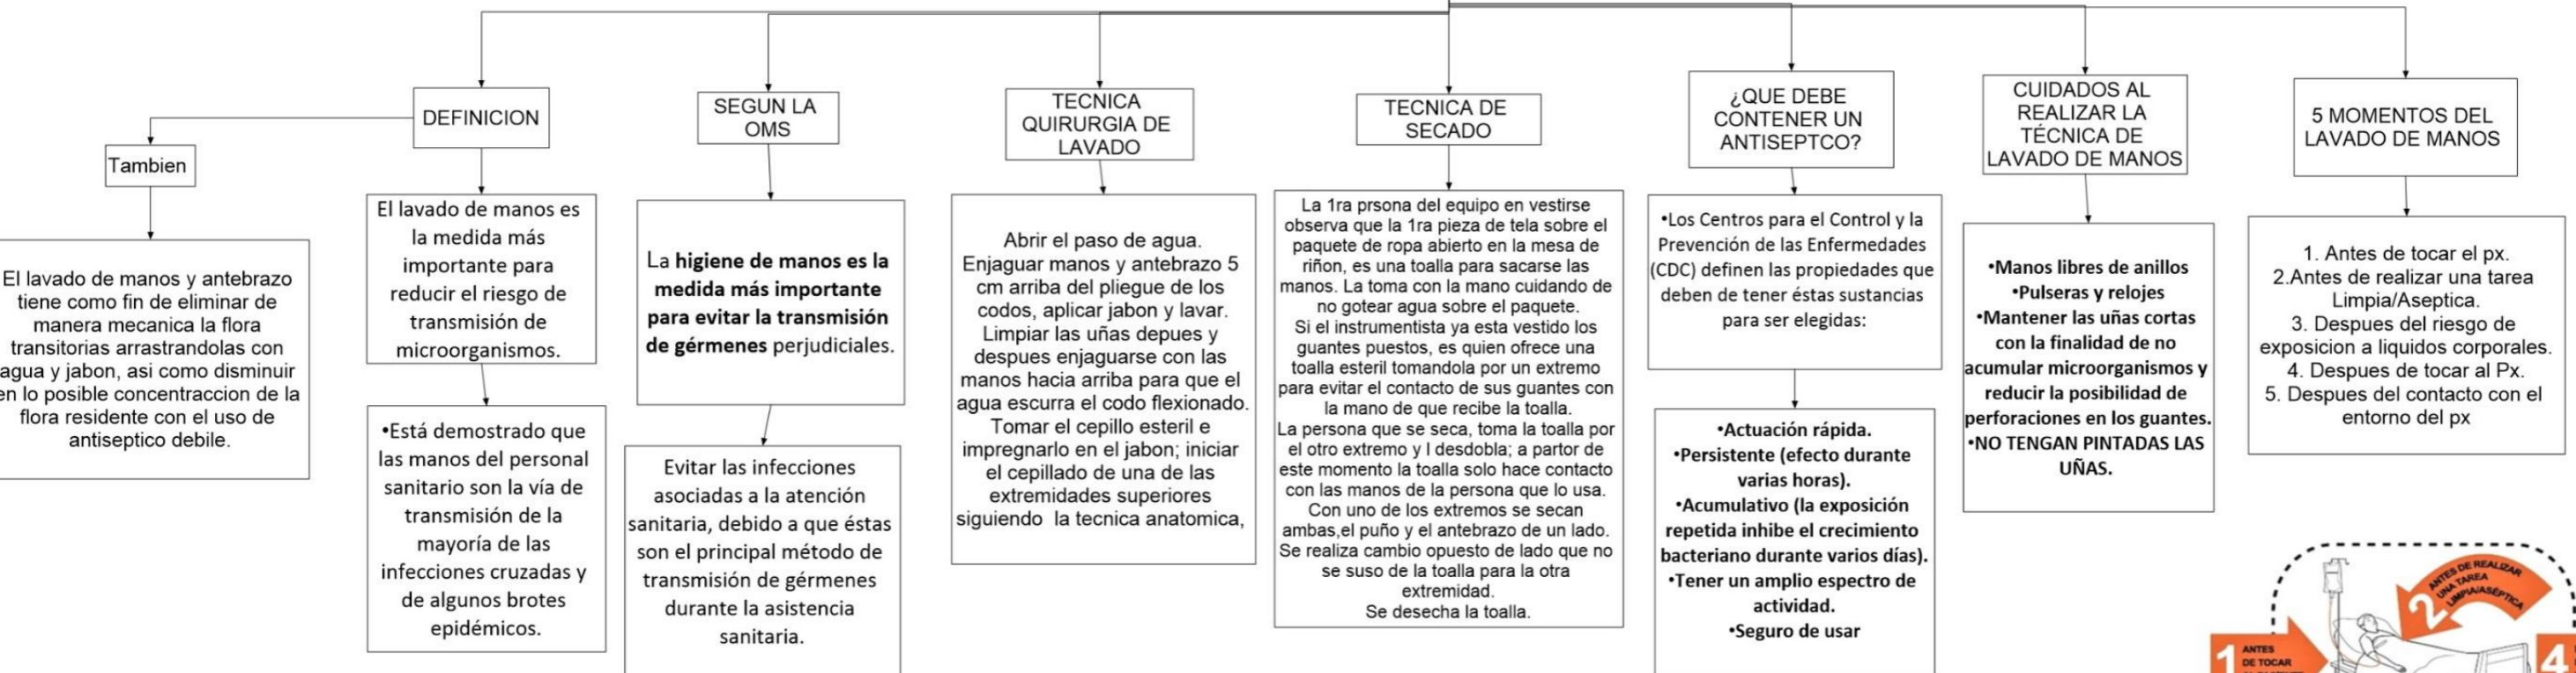 DEFINICION
Tambien
El lavado de manos y antebrazo
tiene como fin de eliminar de
manera mecanica la flora
transitorias arrastrandolas con
agua y jabon, asi como disminuir
en lo posible concentraccion de la
flora residente con el uso de
antiseptico debile.
El lavado de manos es
la medida más
importante para
reducir el riesgo de
transmisión de
microorganismos.
•Está demostrado que
las manos del personal
sanitario son la vía de
transmisión de la
mayoría de las
infecciones cruzadas y
de algunos brotes
epidémicos.
SEGUN LA
OMS
La higiene de manos es la
medida más importante
para evitar la transmisión
de gérmenes perjudiciales.
Evitar las infecciones
asociadas a la atención
sanitaria, debido a que éstas
son el principal método de
transmisión de gérmenes
durante la asistencia
sanitaria.
TECNICA
QUIRURGIA DE
LAVADO
Abrir el paso de agua.
Enjaguar manos y antebrazo 5
cm arriba del pliegue de los
codos, aplicar jabon y lavar.
Limpiar las uñas depues y
despues enjaguarse con las
manos hacia arriba para que el
agua escurra el codo flexionado.
Tomar el cepillo esteril e
impregnarlo en el jabon; iniciar
el cepillado de una de las
extremidades superiores
siguiendo la tecnica anatomica,
TECNICA DE
SECADO
La 1ra prsona del equipo en vestirse
observa que la 1ra pieza de tela sobre el
paquete de ropa abierto en la mesa de
riñon, es una toalla para sacarse las
manos. La toma con la mano cuidando de
no gotear agua sobre el paquete.
Si el instrumentista ya esta vestido los
guantes puestos, es quien ofrece una
toalla esteril tomandola por un extremo
para evitar el contacto de sus guantes con
la mano de que recibe la toalla.
La persona que se seca, toma la toalla por
el otro extremo y l desdobla; a partor de
este momento la toalla solo hace contacto
con las manos de la persona que lo usa.
Con uno de los extremos se secan
ambas,el puño y el antebrazo de un lado.
Se realiza cambio opuesto de lado que no
se suso de la toalla para la otra
extremidad.
Se desecha la toalla.
¿QUE DEBE
CONTENER UN
ANTISEPTCO?
•Los Centros para el Control y la
Prevención de las Enfermedades
(CDC) definen las propiedades que
deben de tener éstas sustancias
para ser elegidas:
•Actuación rápida.
•Persistente (efecto durante
varias horas).
•Acumulativo (la exposición
repetida inhibe el crecimiento
bacteriano durante varios días).
•Tener un amplio espectro de
actividad.
•Seguro de usar
CUIDADOS AL
REALIZAR LA
TÉCNICA DE
LAVADO DE MANOS
•Manos libres de anillos
•Pulseras y relojes
•Mantener las uñas cortas
con la finalidad de no
acumular microorganismos y
reducir la posibilidad de
perforaciones en los guantes.
•NO TENGAN PINTADAS LAS
UÑAS.
5 MOMENTOS DEL
LAVADO DE MANOS
1. Antes de tocar el px.
2.Antes de realizar una tarea
Limpia/Aseptica.
3. Despues del riesgo de
exposicion a liquidos corporales.
4. Despues de tocar al Px.
5. Despues del contacto con el
entorno del px
2
ANTES DE REALIZAR
UNA TAREA
LIMPIA/ASÉPTICA
1
ANTES
DE TOCAR
4